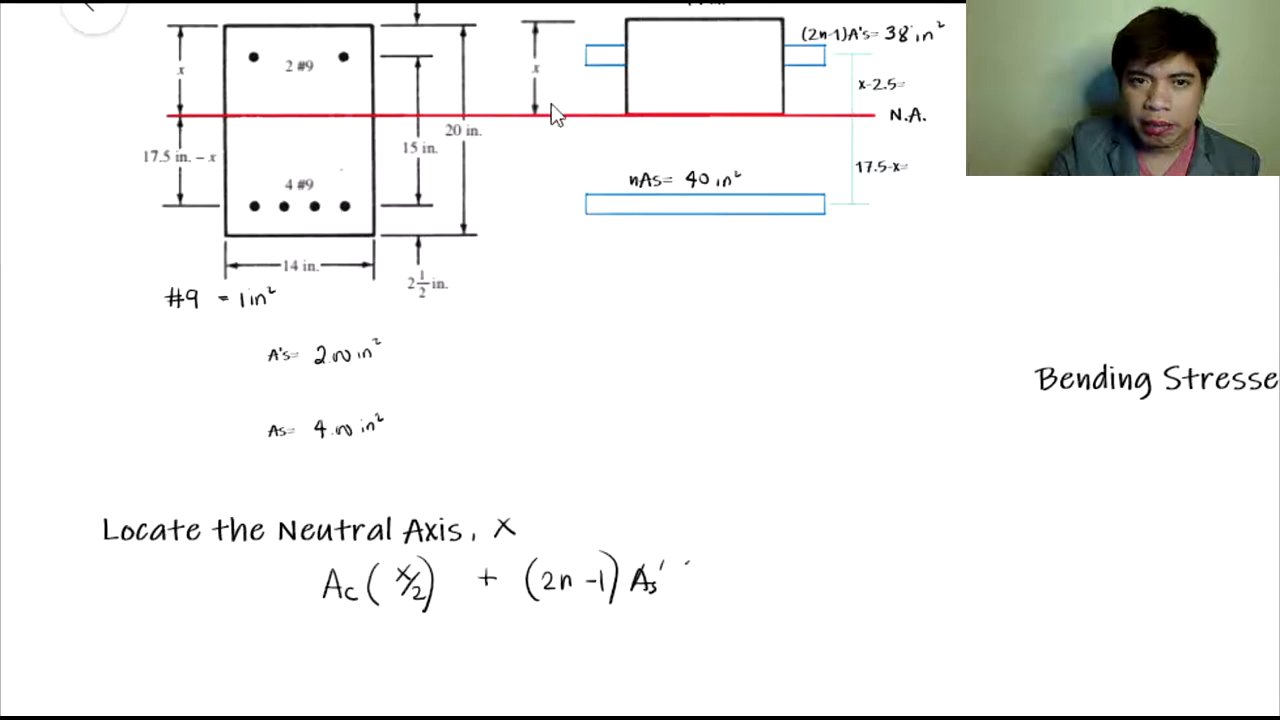 x
2 #9
17.5 in. – x
4 #9
14 in.
15 in.
20 in.
2 1/2 in.
x
(2n-1)A's= 38 in²
x-2.5=
N.A.
17.5-x=
nAs= 40 in²
#9 = 1in²
A's= 2.00 in²
As= 4.00 in²
Bending Stresse
Locate the Neutral Axis, X
Ac (x/2) + (2n -1) As'